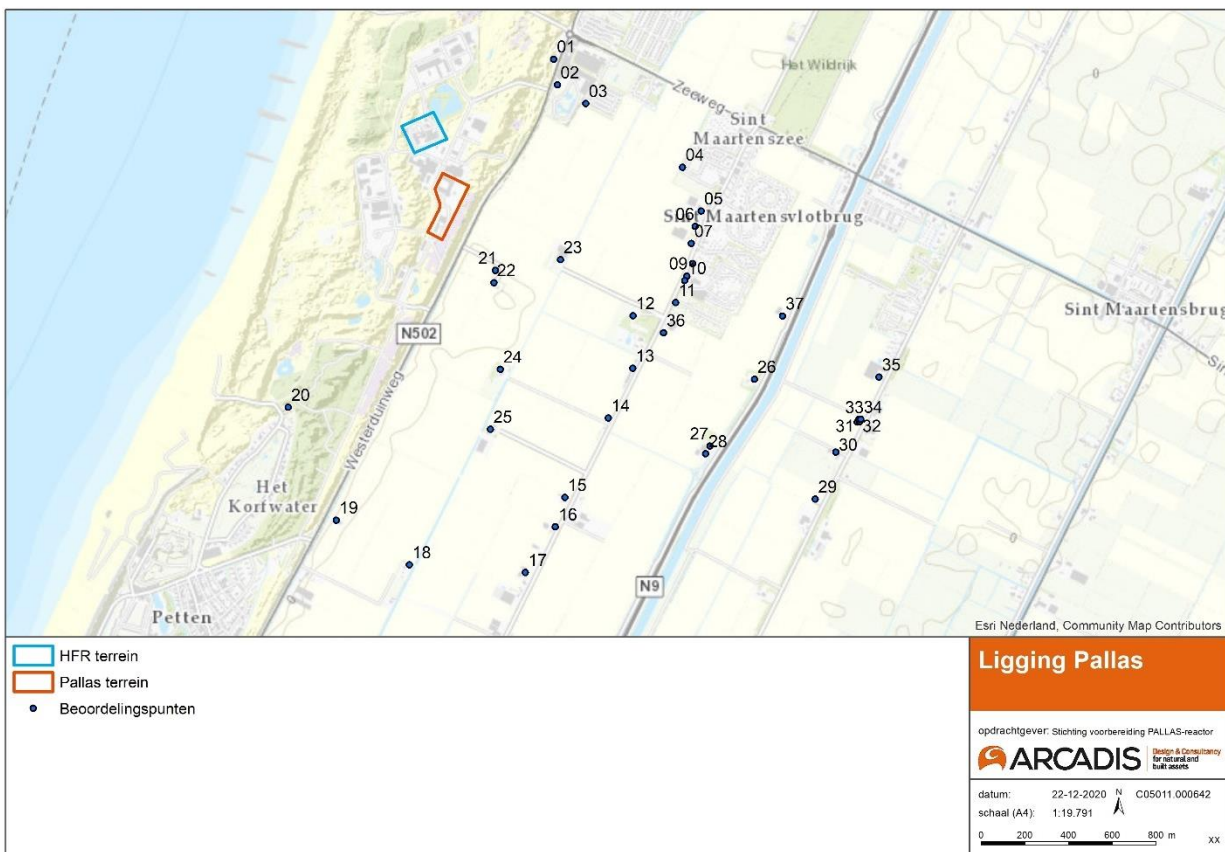 01
02
03
Het Wildrijk
0
Zeeweg
Sint
Maartenszee
04
05
06
Sint Maartensvlotbrug
07
09
10
11
23
21
22
12
36
37
Sint Maartensbrug
N502
13
24
26
35
14
20
25
3334
31
32
27
28
30
Westerduinweg
Het
Korfwater
15
29
19
16
18
17
N9
0
0
Petten
Esri Nederland, Community Map Contributors
HFR terrein
Pallas terrein
Beoordelingspunten
Ligging Pallas
opdrachtgever: Stichting voorbereiding PALLAS-reactor
ARCADIS Design & Consultancy
for natural and
built assets
datum: 22-12-2020 N C05011.000642
schaal (A4): 1:19.791
0 200 400 600 800 m
xx